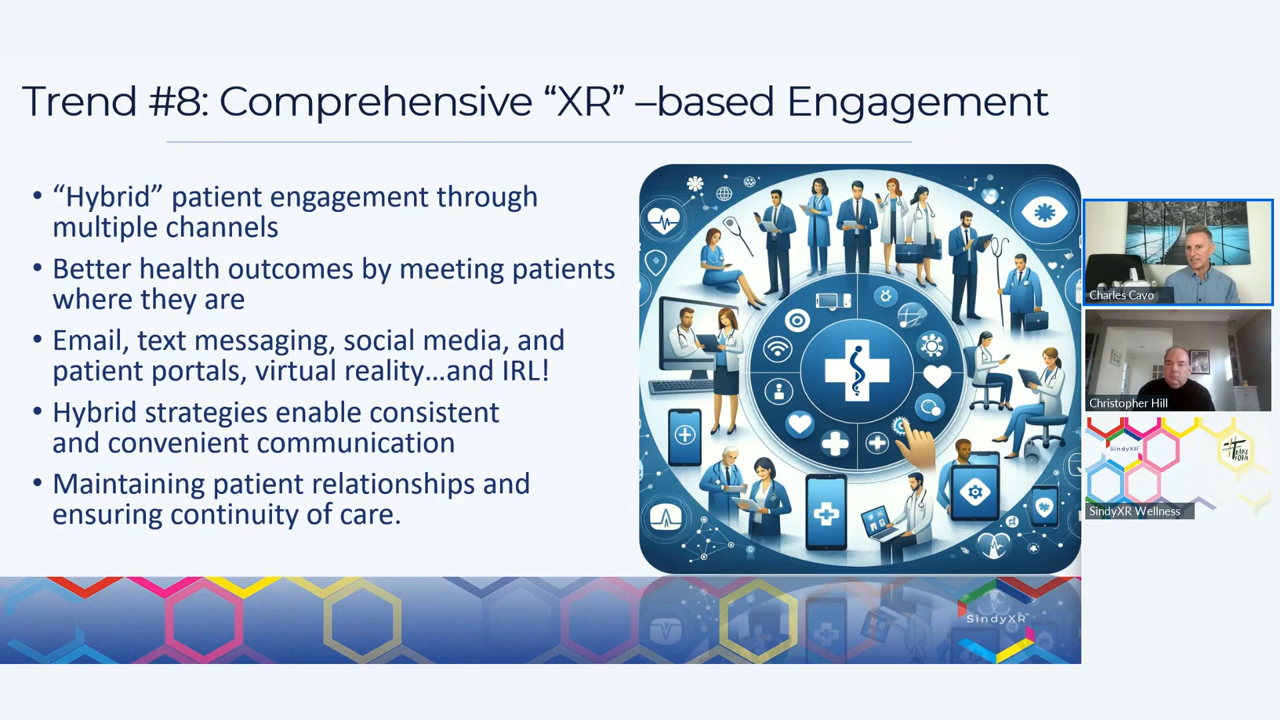 Trend #8: Comprehensive “XR” –based Engagement
• “Hybrid” patient engagement through
multiple channels
• Better health outcomes by meeting patients
where they are
• Email, text messaging, social media, and
patient portals, virtual reality…and IRL!
• Hybrid strategies enable consistent
and convenient communication
• Maintaining patient relationships and
ensuring continuity of care.
SindyXR
Charles Cavo
Christopher Hill
SindyXR
SindyXR Wellness